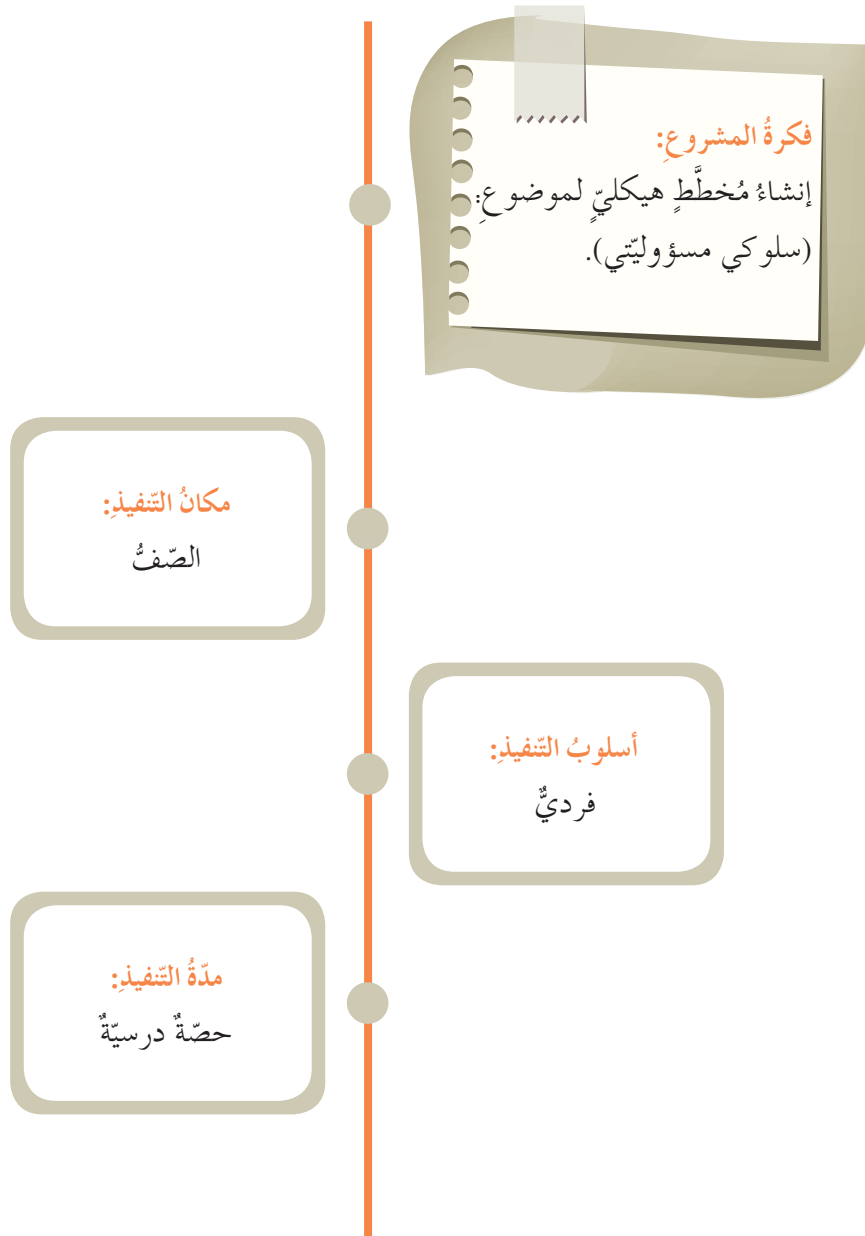 فكرةُ المشروعِ:
إنشاءُ مُخطَّطٍ هيكليٍّ لموضوعِ:
(سلوكي مسؤوليّتي).
مكانُ التّنفيذِ:
الصّفُّ
أسلوبُ التّنفيذِ:
فرديٌّ
مدّةُ التّنفيذِ:
حصّةٌ درسيّةٌ